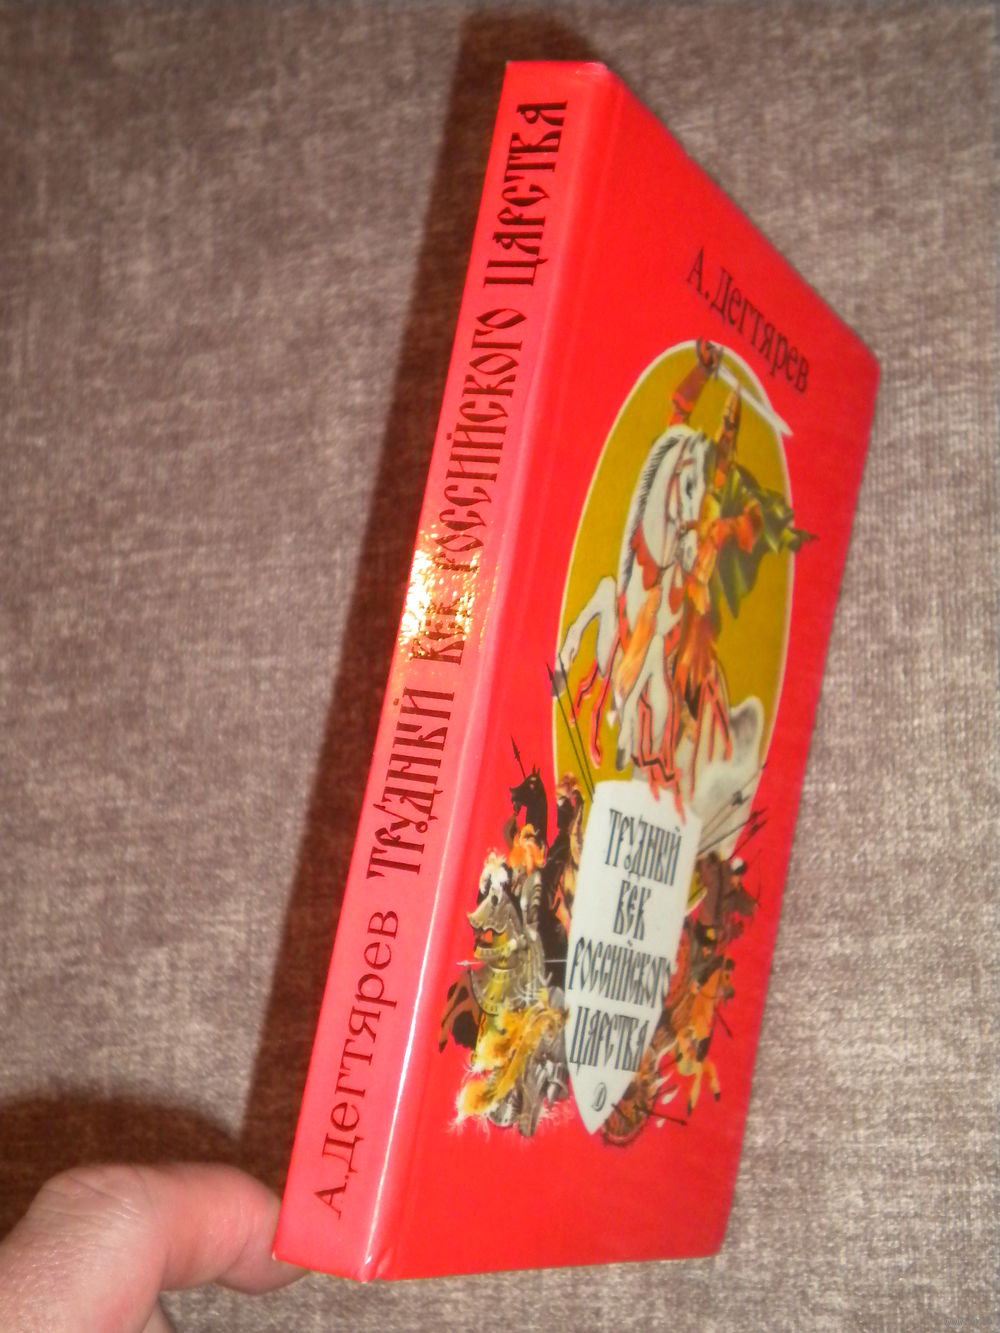 А. Дегтярев ТРУДНЫЙ ВЕК РОССИЙСКОГО ЦАРСТВА
А. Дегтярев
ТРУДНЫЙ
ВЕК
РОССИЙСКОГО
ЦАРСТВА